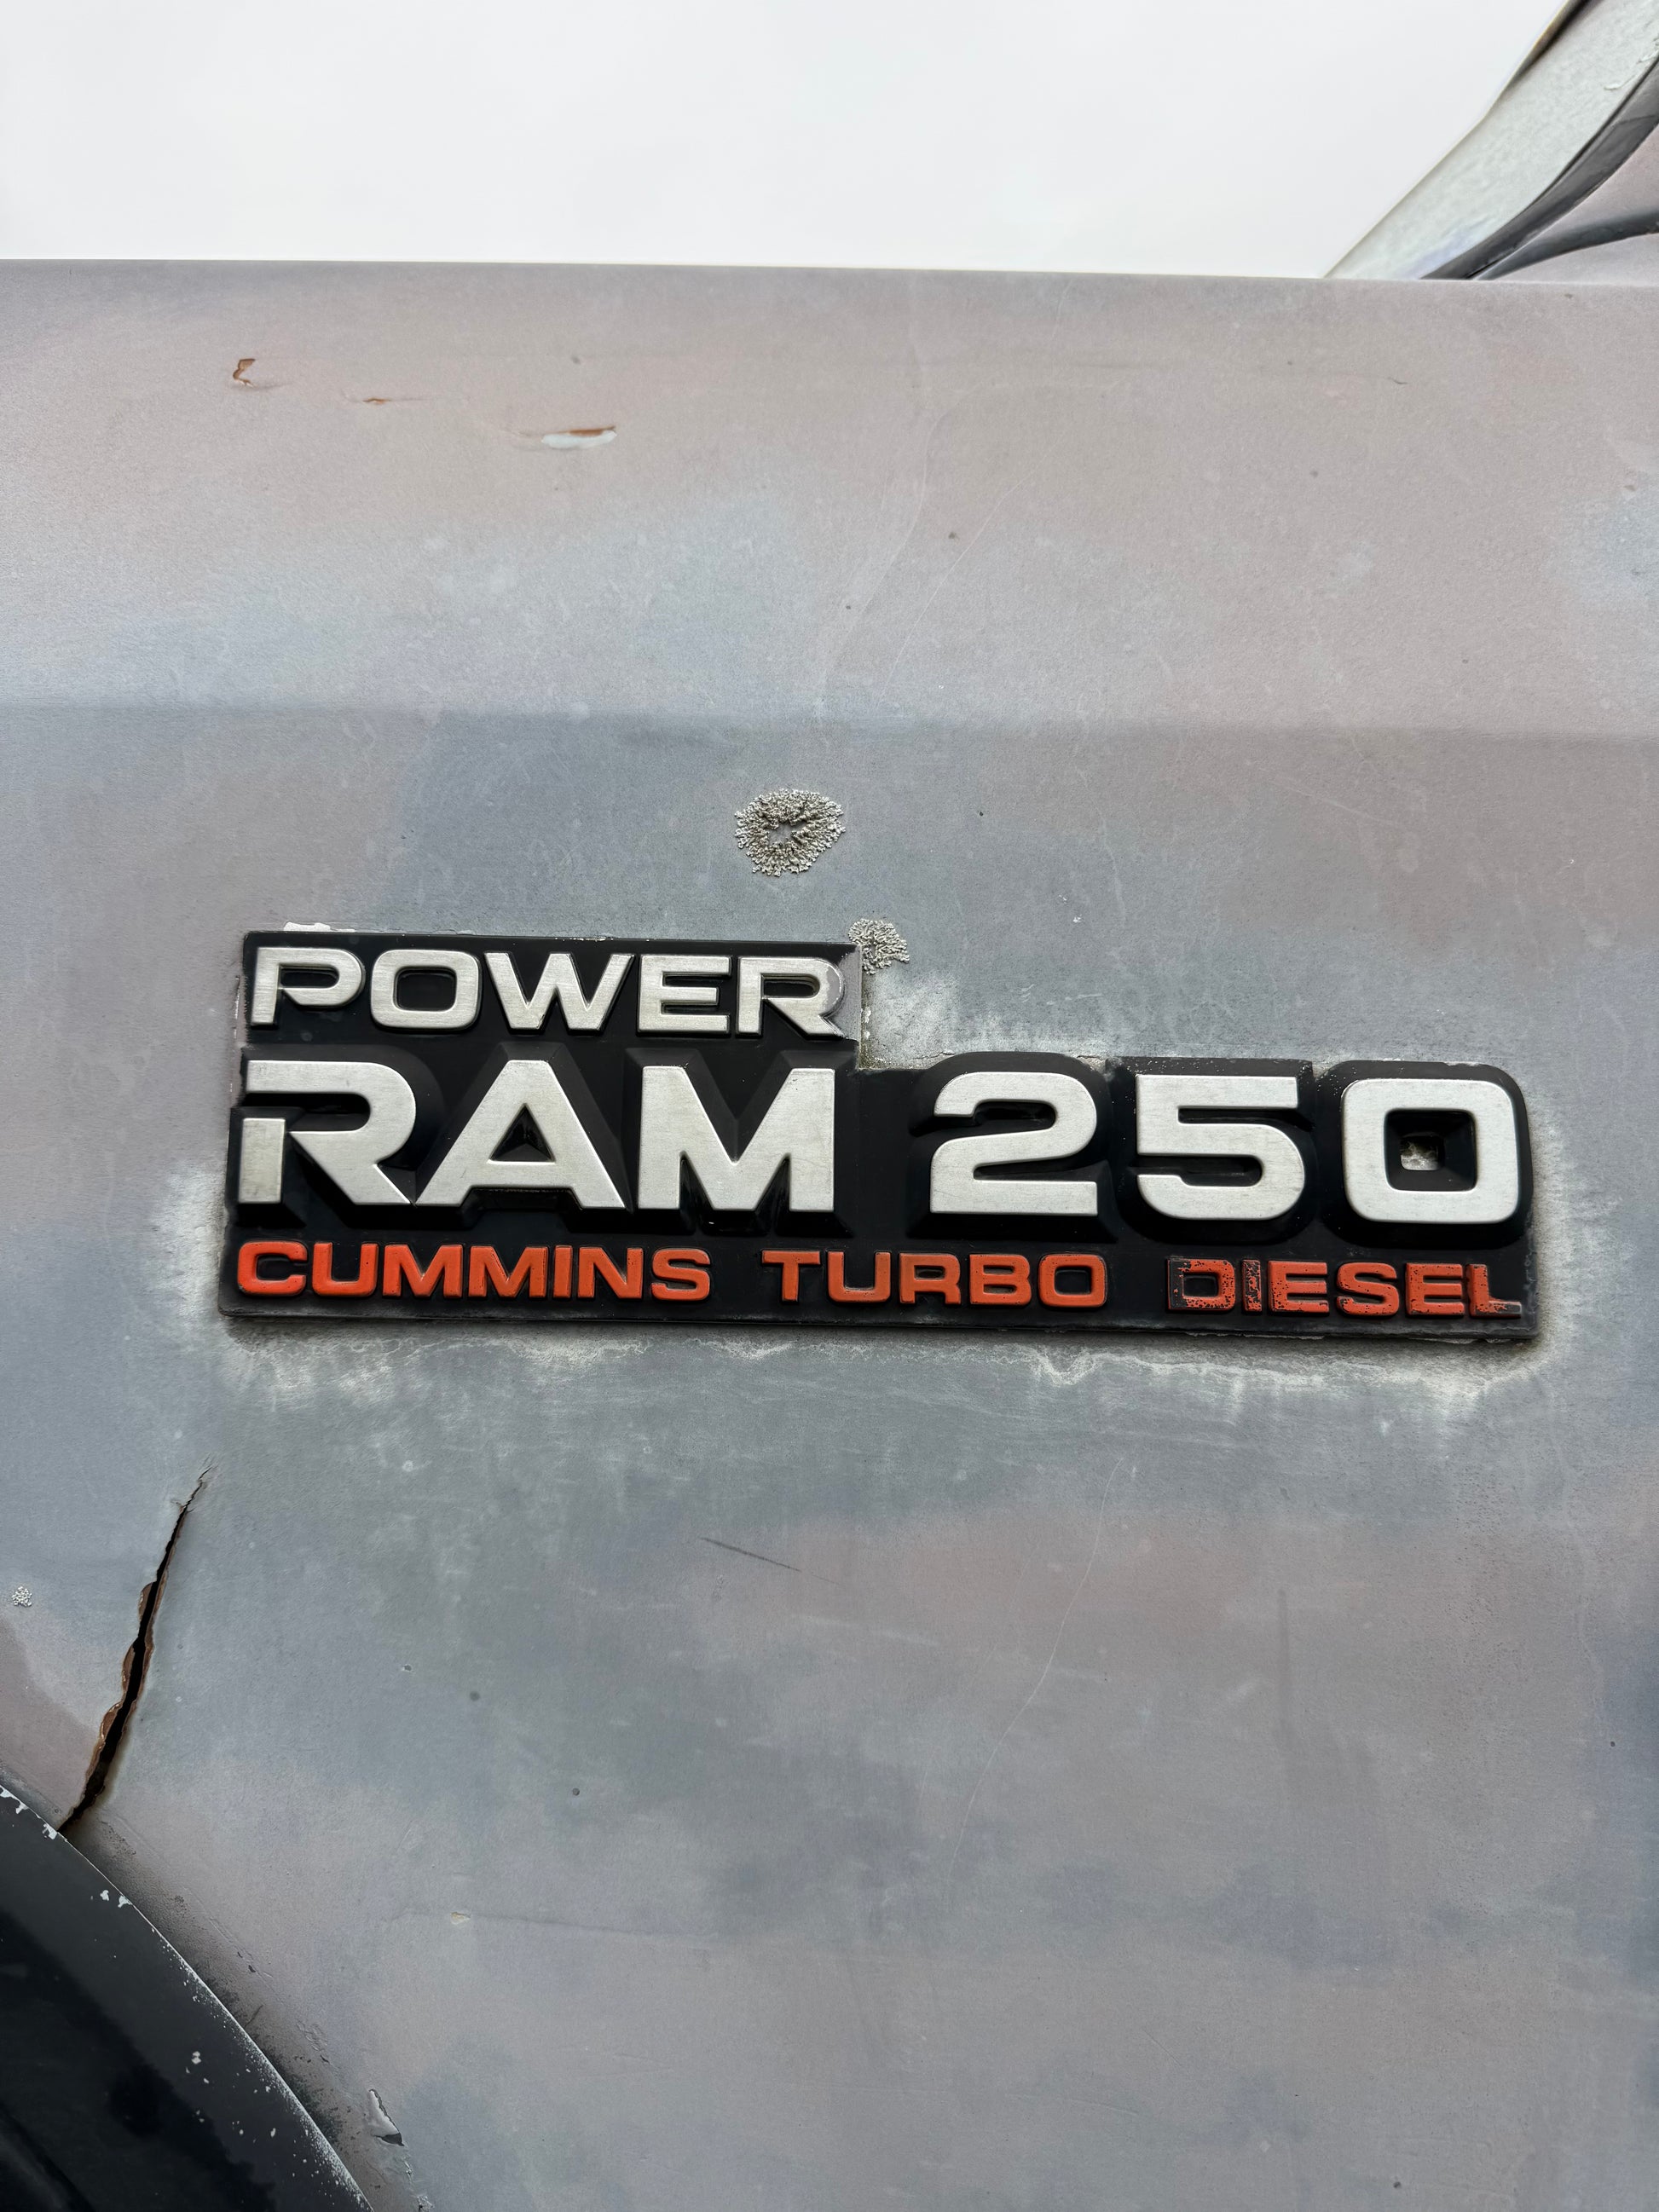 POWER
RAM 250
CUMMINS TURBO DIESEL